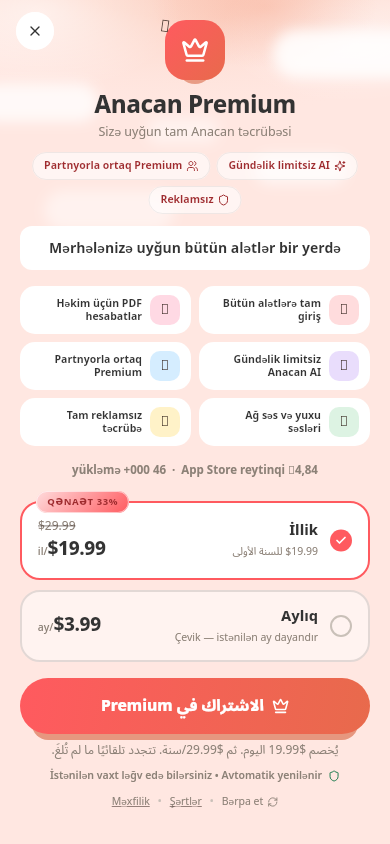 Anacan Premium
Sizə uyğun tam Anacan təcrübəsi
Gündəlik limitsiz AI
Partnyorla ortaq Premium
Reklamsız
Mərhələnizə uyğun bütün alətlər bir yerdə
Bütün alətlərə tam
giriş
Həkim üçün PDF
hesabatlar
Gündəlik limitsiz
Anacan AI
Partnyorla ortaq
Premium
Ağ səs və yuxu
səsləri
Tam reklamsız
təcrübə
yükləmə +000 46 · App Store reytinqi 4,84
QƏNAƏT 33%
İllik
$19.99 للسنة الأولى
$29.99
il/$19.99
Aylıq
Çevik — istənilən ay dayandır
ay/$3.99
الاشتراك في Premium
يُخصم 19.99$ اليوم. ثم 29.99$/سنة. تتجدد تلقائيًا ما لم تُلغَ.
İstənilən vaxt ləğv edə bilərsiniz • Avtomatik yenilənir
Məxfilik • Şərtlər • Bərpa et